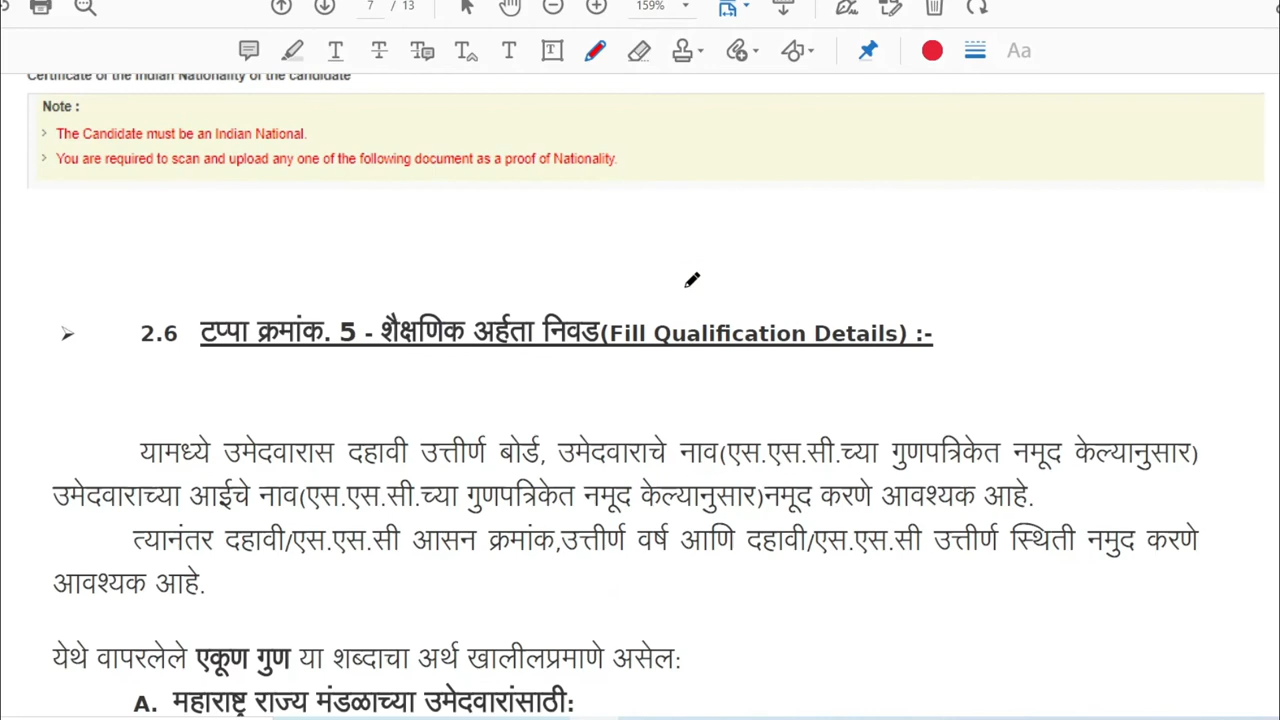 7 / 13
159%
Aa
Certificate of the Indian Nationality of the candidate
Note :
The Candidate must be an Indian National.
You are required to scan and upload any one of the following document as a proof of Nationality.
➢ 2.6 टप्पा क्रमांक. 5 - शैक्षणिक अर्हता निवड(Fill Qualification Details) :-
यामध्ये उमेदवारास दहावी उत्तीर्ण बोर्ड, उमेदवाराचे नाव(एस.एस.सी.च्या गुणपत्रिकेत नमूद केल्यानुसार)
उमेदवाराच्या आईचे नाव(एस.एस.सी.च्या गुणपत्रिकेत नमूद केल्यानुसार)नमूद करणे आवश्यक आहे.
त्यानंतर दहावी/एस.एस.सी आसन क्रमांक,उत्तीर्ण वर्ष आणि दहावी/एस.एस.सी उत्तीर्ण स्थिती नमुद करणे
आवश्यक आहे.
येथे वापरलेले एकूण गुण या शब्दाचा अर्थ खालीलप्रमाणे असेल:
A. महाराष्ट्र राज्य मंडळाच्या उमेदवारांसाठी: